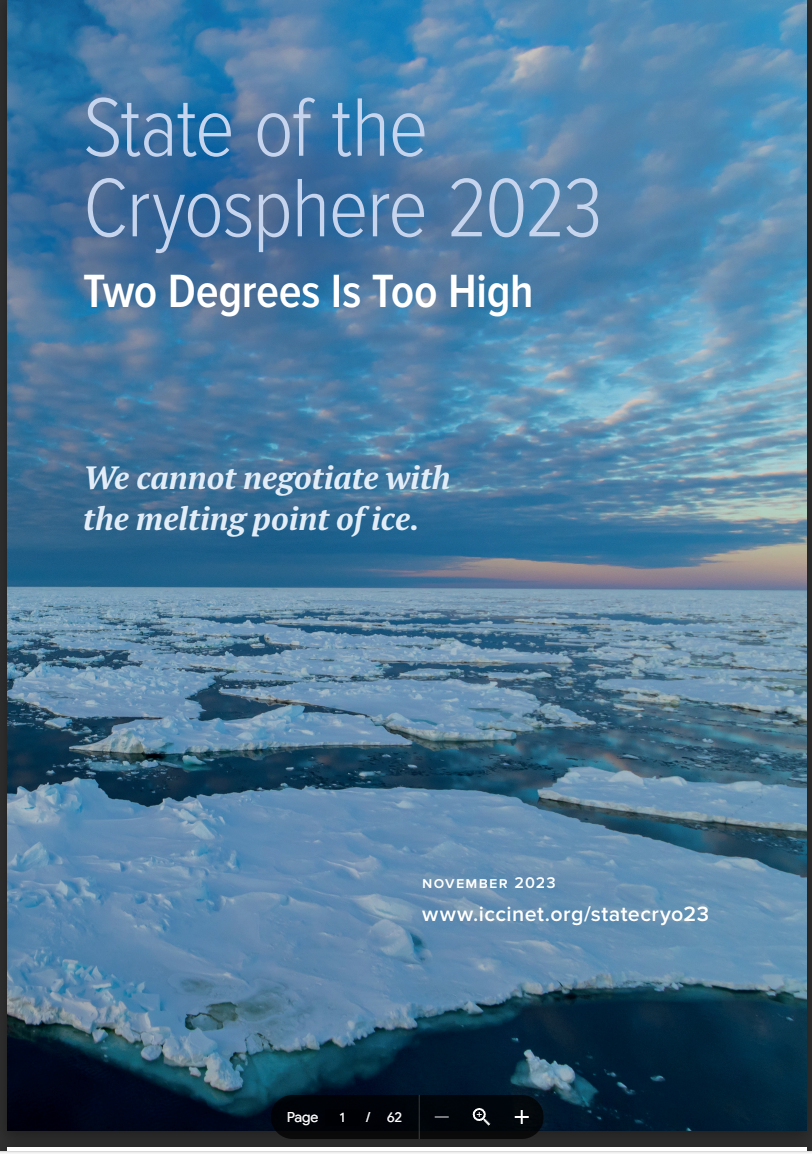 State of the
Cryosphere 2023
Two Degrees Is Too High
We cannot negotiate with
the melting point of ice.
NOVEMBER 2023
www.iccinet.org/statecryo23
Page 1 / 62